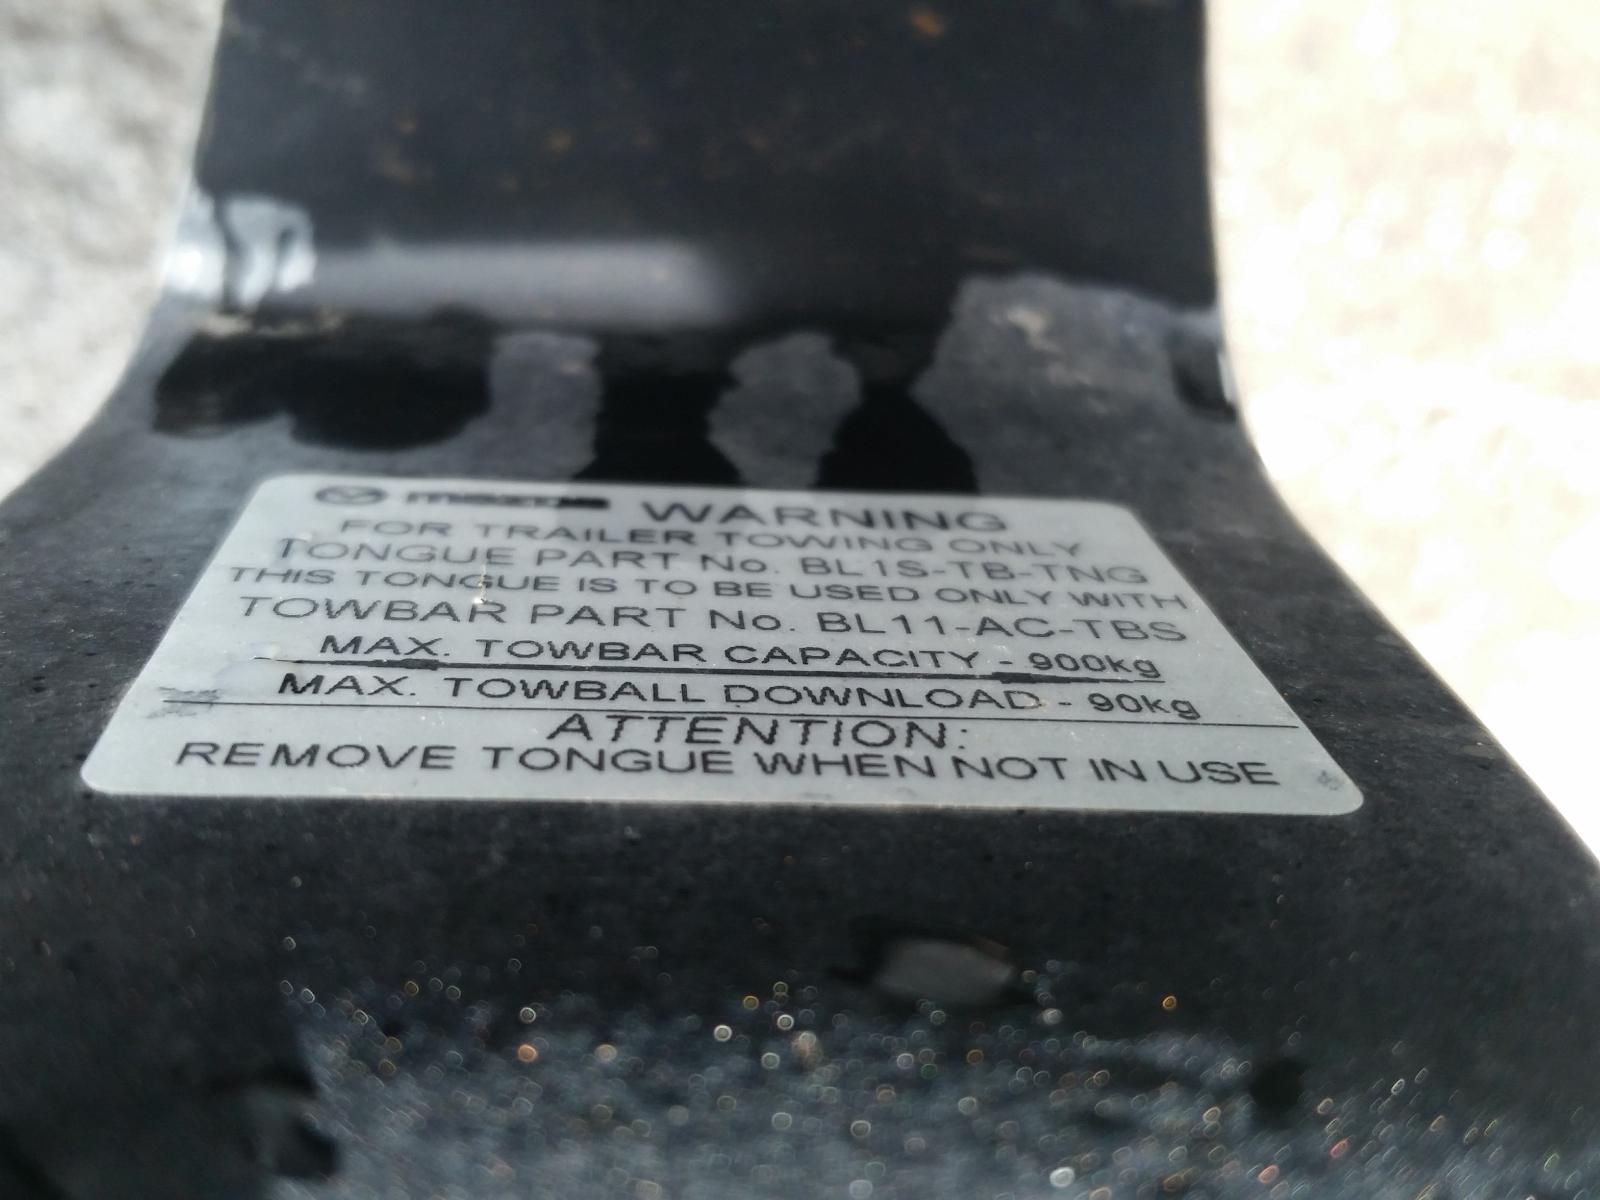 mazda WARNING
FOR TRAILER TOWING ONLY
TONGUE PART No. BL1S-TB-TNG
THIS TONGUE IS TO BE USED ONLY WITH
TOWBAR PART No. BL11-AC-TBS
MAX. TOWBAR CAPACITY - 900kg
MAX. TOWBALL DOWNLOAD - 90kg
ATTENTION:
REMOVE TONGUE WHEN NOT IN USE